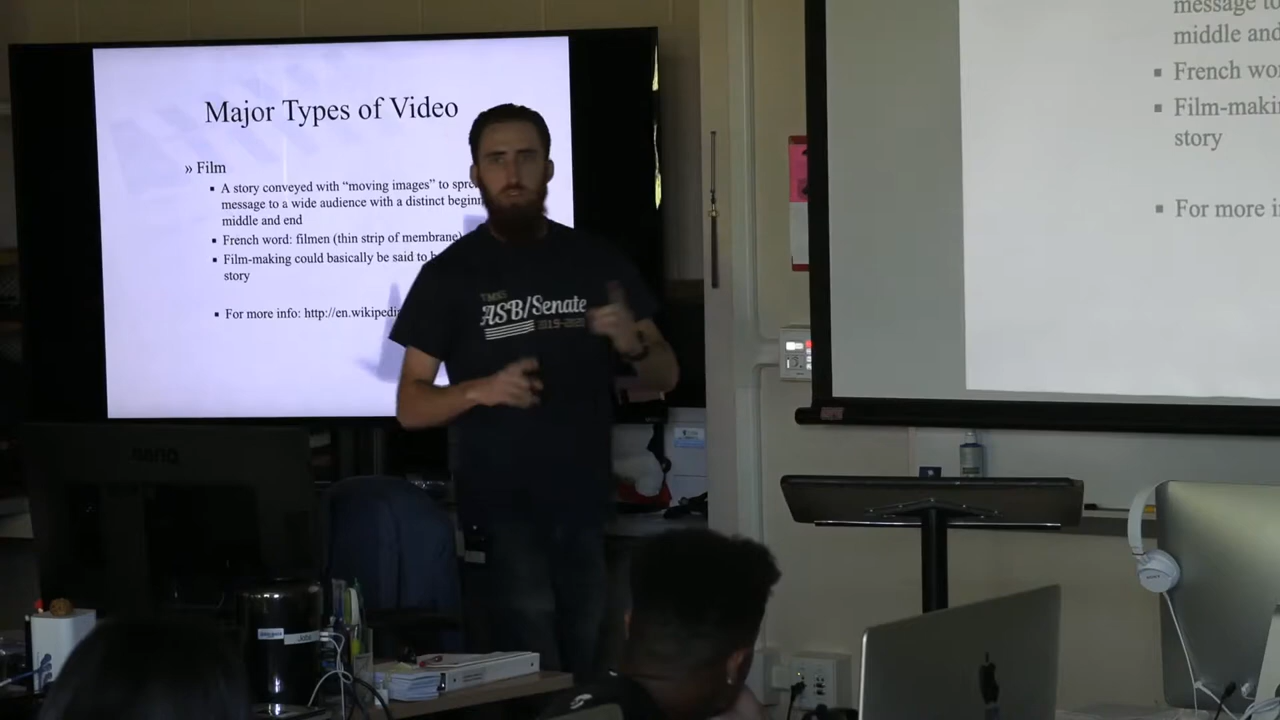 Major Types of Video
» Film
▪ A story conveyed with “moving images” to spre
message to a wide audience with a distinct begin
middle and end
▪ French word: filmen (thin strip of membrane)
▪ Film-making could basically be said to b
story
▪ For more info: http://en.wikipedi
message to
middle and
▪ French wo
▪ Film-maki
story
▪ For more i
ASB/Senate
2019-2020
BENQ
SONY